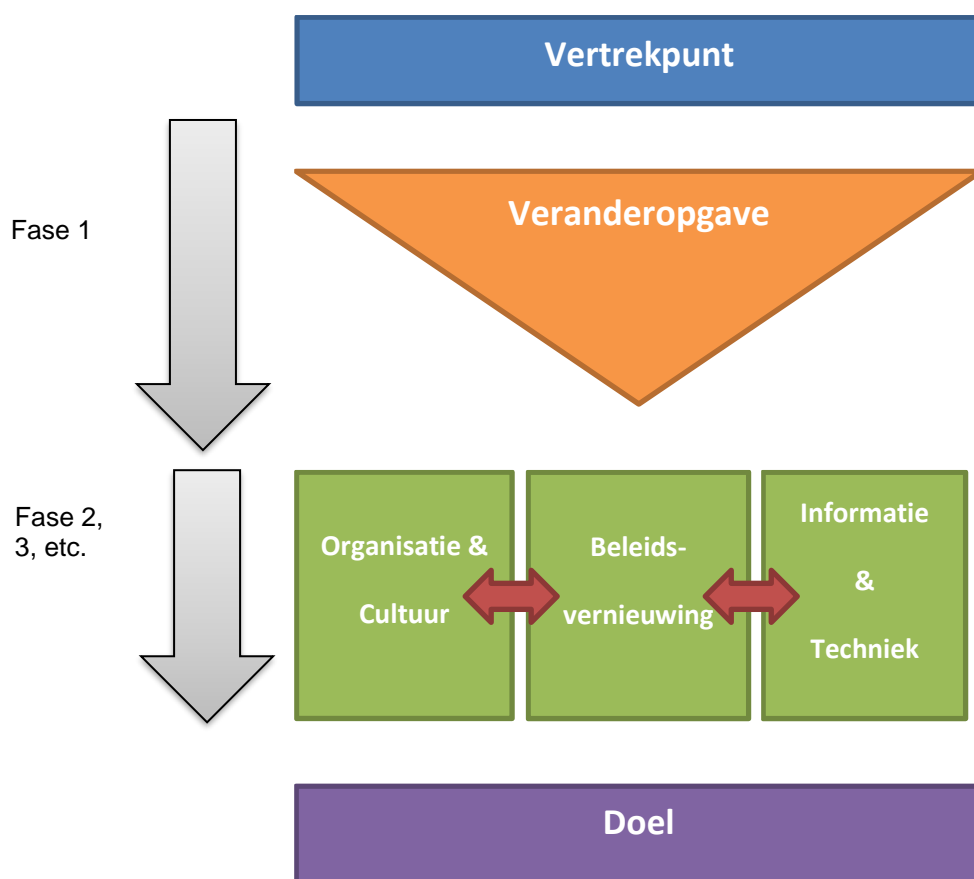 Vertrekpunt
Veranderopgave
Fase 1
Fase 2,
3, etc.
Organisatie &
Cultuur
Beleids-
vernieuwing
Informatie
&
Techniek
Doel